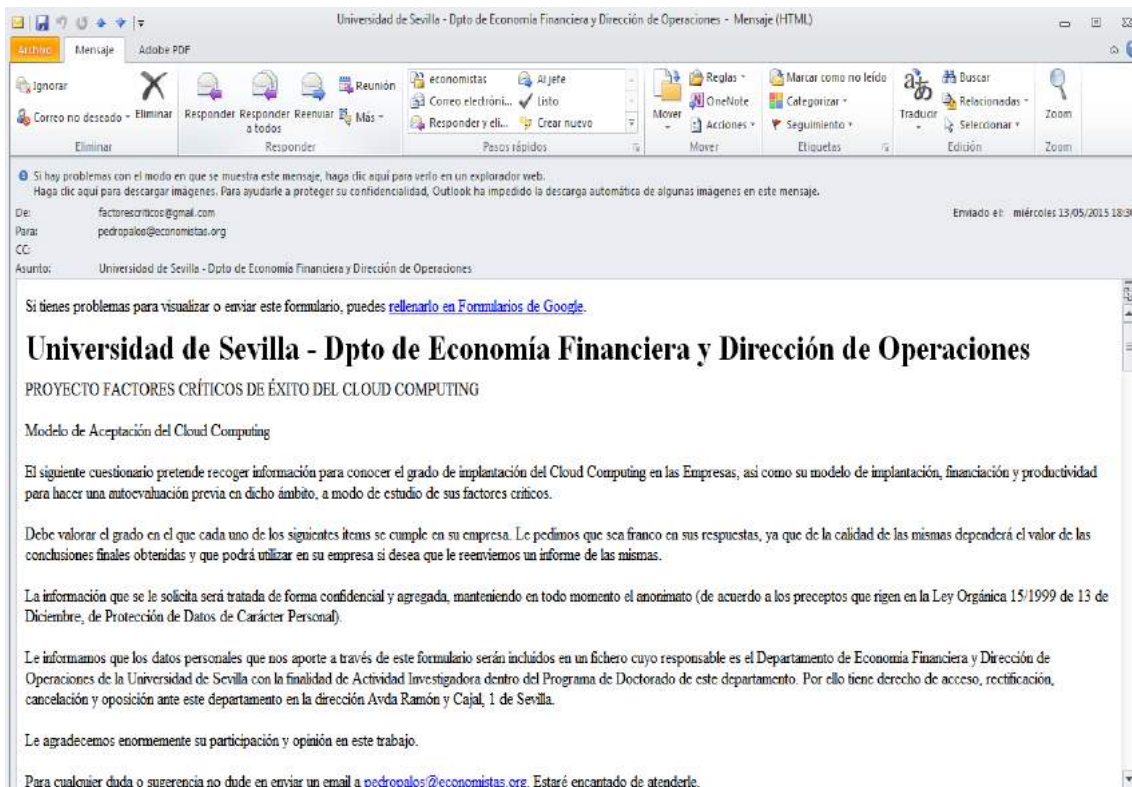 Universidad de Sevilla - Dpto de Economía Financiera y Dirección de Operaciones - Mensaje (HTML)
Archivo Mensaje Adobe PDF
Ignorar
Correo no deseado
Eliminar
Responder
Responder a todos
Reenviar
Reunión
Más
economistas
Correo electróni...
Responder y eli...
Al jefe
Listo
Crear nuevo
Mover
Reglas
OneNote
Acciones
Marcar como no leído
Categorizar
Seguimiento
Traducir
Buscar
Relacionadas
Seleccionar
Zoom
Eliminar Responder Pasos rápidos Mover Etiquetas Edición Zoom
Si hay problemas con el modo en que se muestra este mensaje, haga clic aquí para verlo en un explorador web.
Haga clic aquí para descargar imágenes. Para ayudarle a proteger su confidencialidad, Outlook ha impedido la descarga automática de algunas imágenes en este mensaje.
De: factorescriticos@gmail.com Enviado el: miércoles 13/05/2015 18:30
Para: pedropalos@economistas.org
CC:
Asunto: Universidad de Sevilla - Dpto de Economía Financiera y Dirección de Operaciones
Si tienes problemas para visualizar o enviar este formulario, puedes rellenarlo en Formularios de Google.
Universidad de Sevilla - Dpto de Economía Financiera y Dirección de Operaciones
PROYECTO FACTORES CRÍTICOS DE ÉXITO DEL CLOUD COMPUTING
Modelo de Aceptación del Cloud Computing
El siguiente cuestionario pretende recoger información para conocer el grado de implantación del Cloud Computing en las Empresas, asi como su modelo de implantación, financiación y productividad
para hacer una autoevaluación previa en dicho ámbito, a modo de estudio de sus factores criticos.
Debe valorar el grado en el que cada uno de los siguientes items se cumple en su empresa. Le pedimos que sea franco en sus respuestas, ya que de la calidad de las mismas dependerá el valor de las
conclusiones finales obtenidas y que podrá utilizar en su empresa si desea que le reenviemos un informe de las mismas.
La información que se le solicita será tratada de forma confidencial y agregada, manteniendo en todo momento el anonimato (de acuerdo a los preceptos que rigen en la Ley Orgánica 15/1999 de 13 de
Diciembre, de Protección de Datos de Carácter Personal).
Le informamos que los datos personales que nos aporte a través de este formulario serán incluidos en un fichero cuyo responsable es el Departamento de Economia Financiera y Dirección de
Operaciones de la Universidad de Sevilla con la finalidad de Actividad Investigadora dentro del Programa de Doctorado de este departamento. Por ello tiene derecho de acceso, rectificación,
cancelación y oposición ante este departamento en la dirección Avda Ramón y Cajal, 1 de Sevilla.
Le agradecemos enormemente su participación y opinión en este trabajo.
Para cualquier duda o sugerencia no dude en enviar un email a pedropalos@economistas.org. Estaré encantado de atenderle.